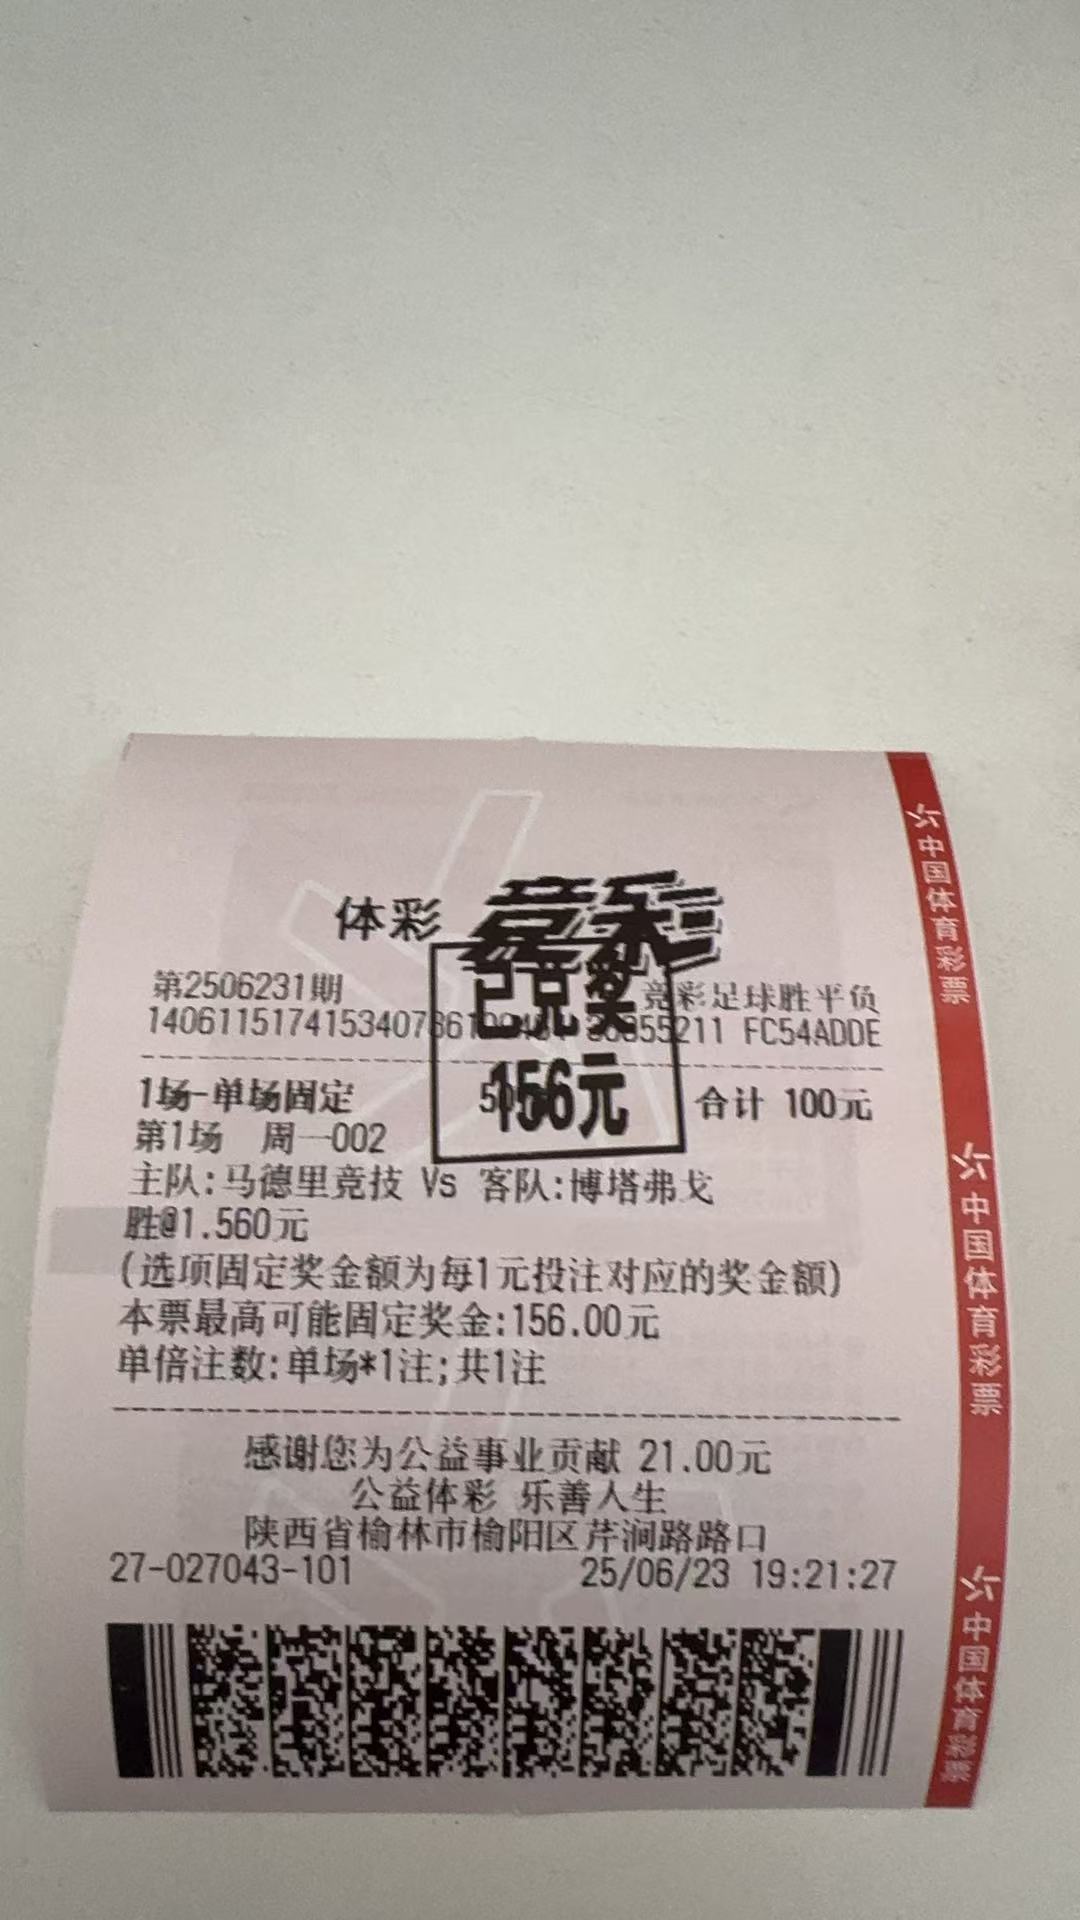 体彩 竞彩
已兑奖
156元
第2506231期 竞彩足球胜平负
FC54ADDE
1场-单场固定 合计 100元
第1场 周一002
主队:马德里竞技 Vs 客队:博塔弗戈
胜@1.560元
(选项固定奖金额为每1元投注对应的奖金额)
本票最高可能固定奖金:156.00元
单倍注数:单场*1注;共1注
感谢您为公益事业贡献 21.00元
公益体彩 乐善人生
陕西省榆林市榆阳区芹涧路路口
27-027043-101 25/06/23 19:21:27
中国体育彩票
中国体育彩票
中国体育彩票